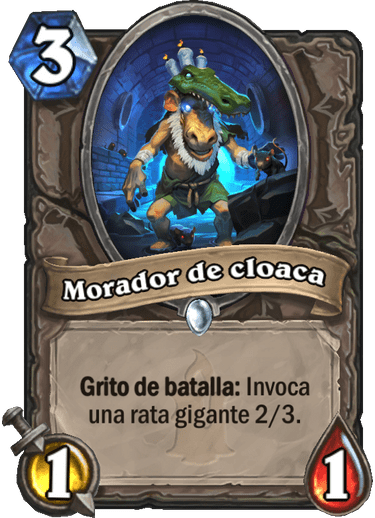 3
Morador de cloaca
Grito de batalla: Invoca
una rata gigante 2/3.
1 1